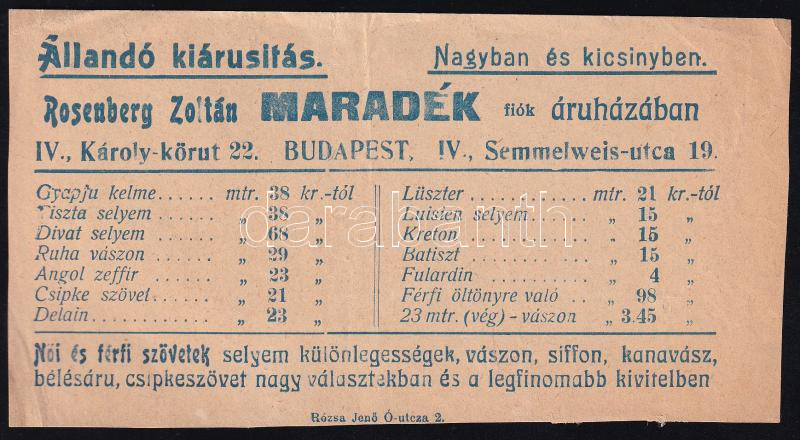 Állandó kiárusitás.
Nagyban és kicsinyben.
Rosenberg Zoltán MARADÉK fiók áruházában
IV., Károly-körut 22. BUDAPEST, IV., Semmelweis-utca 19.
Gyapju kelme...... mtr. 38 kr.-tól
Tiszta selyem ...... „ 38 „
Divat selyem ...... „ 68 „
Ruha vászon ...... „ 29 „
Angol zeffir ...... „ 23 „
Csipke szövet...... „ 21 „
Delain............ „ 23 „
Lüszter ............ mtr. 21 kr.-tól
Luisien selyem...... „ 15 „
Kreton ............ „ 15 „
Batiszt ............ „ 15 „
Fulardin ............ „ 4 „
Férfi öltönyre való .. „ 98 „
23 mtr. (vég) - vászon „ 3.45 „
Női és férfi szövetek selyem különlegességek, vászon, siffon, kanavász,
bélésáru, csipkeszövet nagy választekban és a legfinomabb kivitelben
Rózsa Jenő Ó-utcza 2.
darabanth